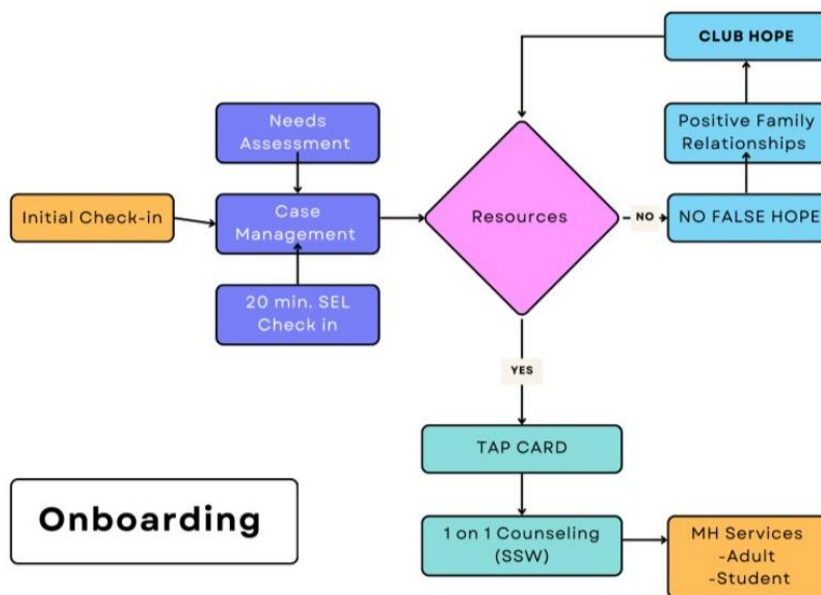 CLUB HOPE
Needs
Assessment
Positive Family
Relationships
Initial Check-in
Case
Management
Resources
NO
NO FALSE HOPE
20 min. SEL
Check in
YES
TAP CARD
Onboarding
1 on 1 Counseling
(SSW)
MH Services
-Adult
-Student